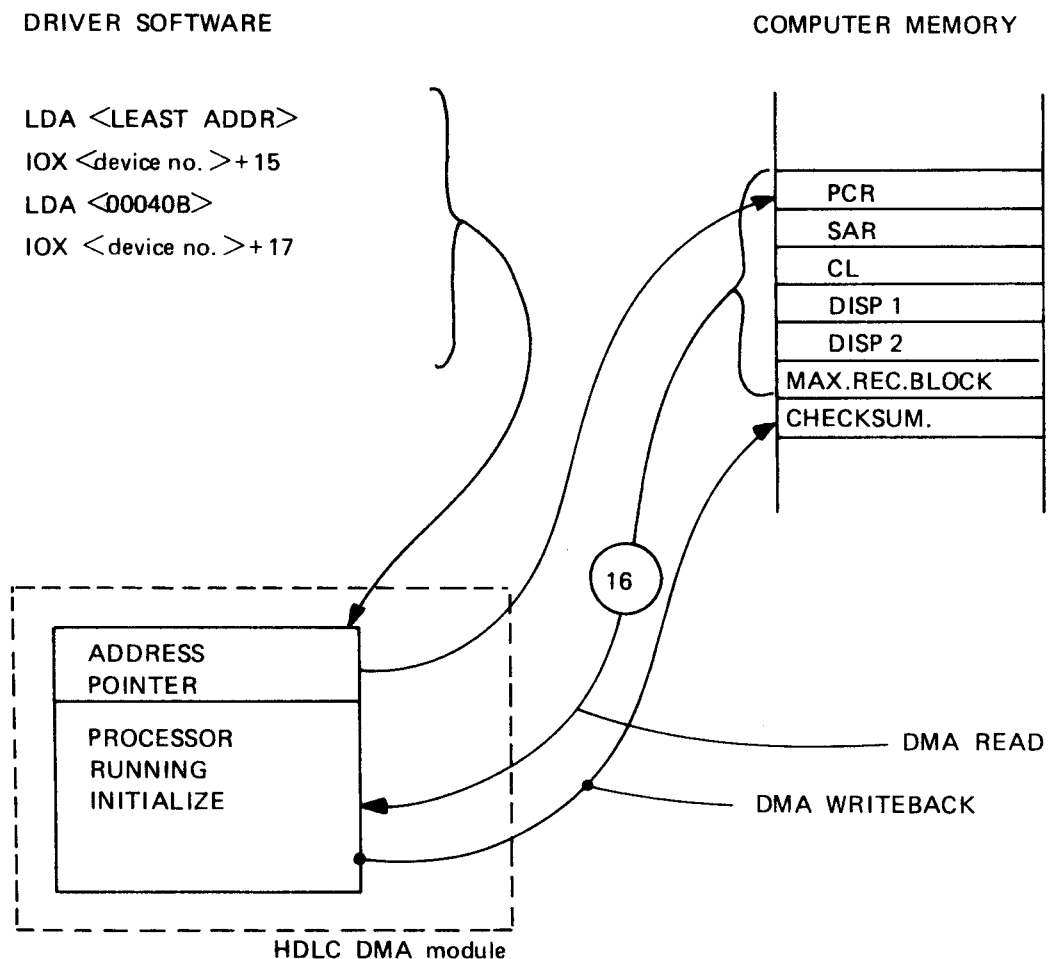 DRIVER SOFTWARE
COMPUTER MEMORY
LDA <LEAST ADDR>
IOX <device no.>+15
LDA <00040B>
IOX <device no.>+17
PCR
SAR
CL
DISP 1
DISP 2
MAX.REC.BLOCK
CHECKSUM.
16
ADDRESS
POINTER
PROCESSOR
RUNNING
INITIALIZE
DMA READ
DMA WRITEBACK
HDLC DMA module